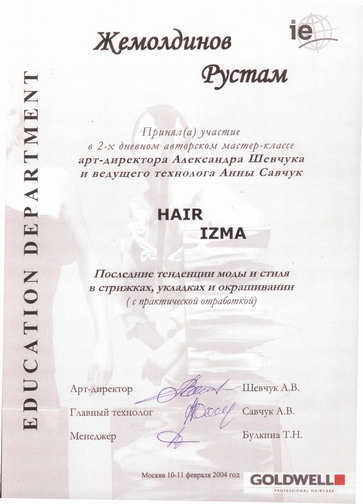 ie
Жемолдинов
Рустам
EDUCATION DEPARTMENT
Принял(а) участие
в 2-х дневном авторском мастер-классе
арт-директора Александра Шевчука
и ведущего технолога Анны Савчук
HAIR
IZMA
Последние тенденции моды и стиля
в стрижках, укладках и окрашивании
( с практической отработкой)
Арт-директор Шевчук А.В.
Главный технолог Савчук А.В.
Менеджер Булкина Т.Н.
Москва 10-11 февраля 2004 год
GOLDWELL
PROFESSIONAL HAIRCARE